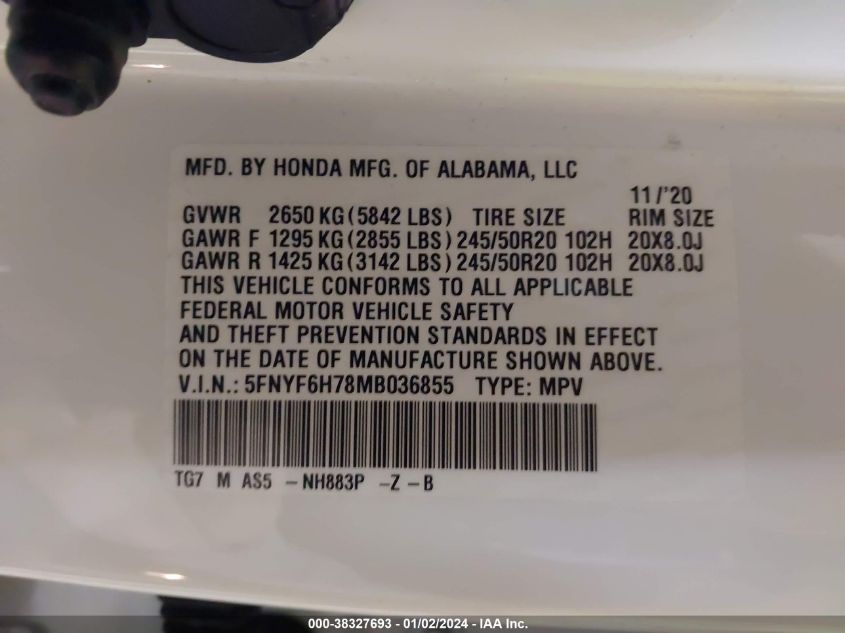 MFD. BY HONDA MFG. OF ALABAMA, LLC
11/'20
GVWR 2650 KG (5842 LBS) TIRE SIZE RIM SIZE
GAWR F 1295 KG (2855 LBS) 245/50R20 102H 20X8.0J
GAWR R 1425 KG (3142 LBS) 245/50R20 102H 20X8.0J
THIS VEHICLE CONFORMS TO ALL APPLICABLE
FEDERAL MOTOR VEHICLE SAFETY
AND THEFT PREVENTION STANDARDS IN EFFECT
ON THE DATE OF MANUFACTURE SHOWN ABOVE.
V.I.N.: 5FNYF6H78MB036855 TYPE: MPV
TG7 M AS5 -NH883P -Z -B
000-38327693 - 01/02/2024 - IAA Inc.